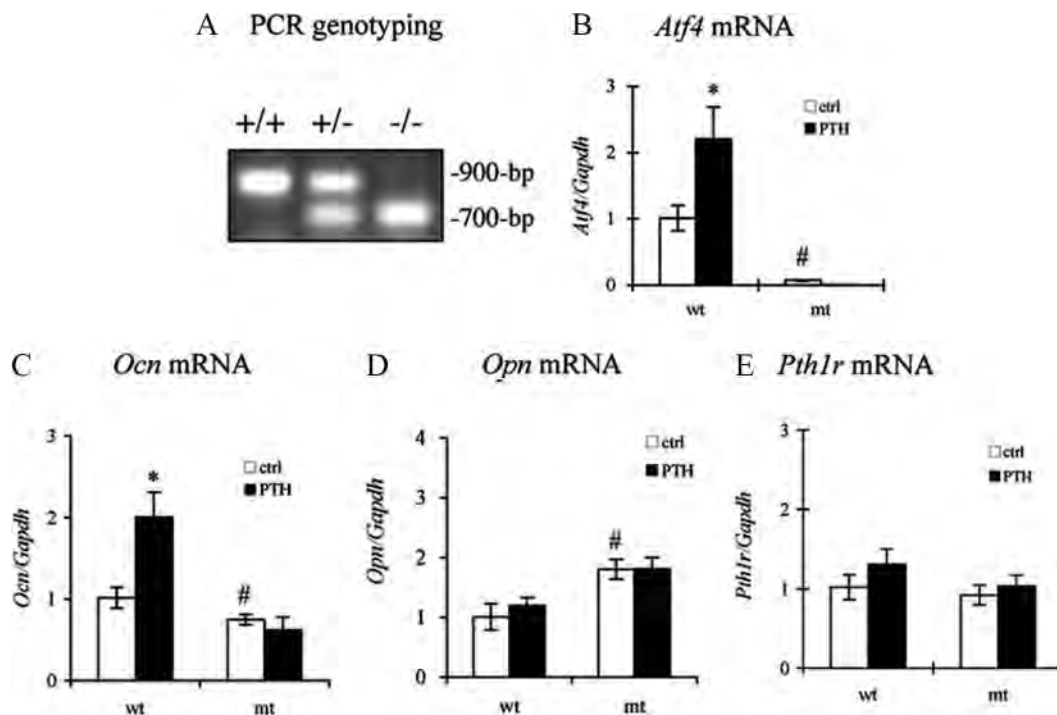 A PCR genotyping
+/+ +/- -/-
-900-bp
-700-bp
B Atf4 mRNA
Atf4/Gapdh
3
2
1
0
*
#
ctrl
PTH
wt mt
C Ocn mRNA
Ocn/Gapdh
3
2
1
0
*
#
ctrl
PTH
wt mt
D Opn mRNA
Opn/Gapdh
4
3
2
1
0
#
ctrl
PTH
wt mt
E Pth1r mRNA
Pth1r/Gapdh
3
2
1
0
ctrl
PTH
wt mt